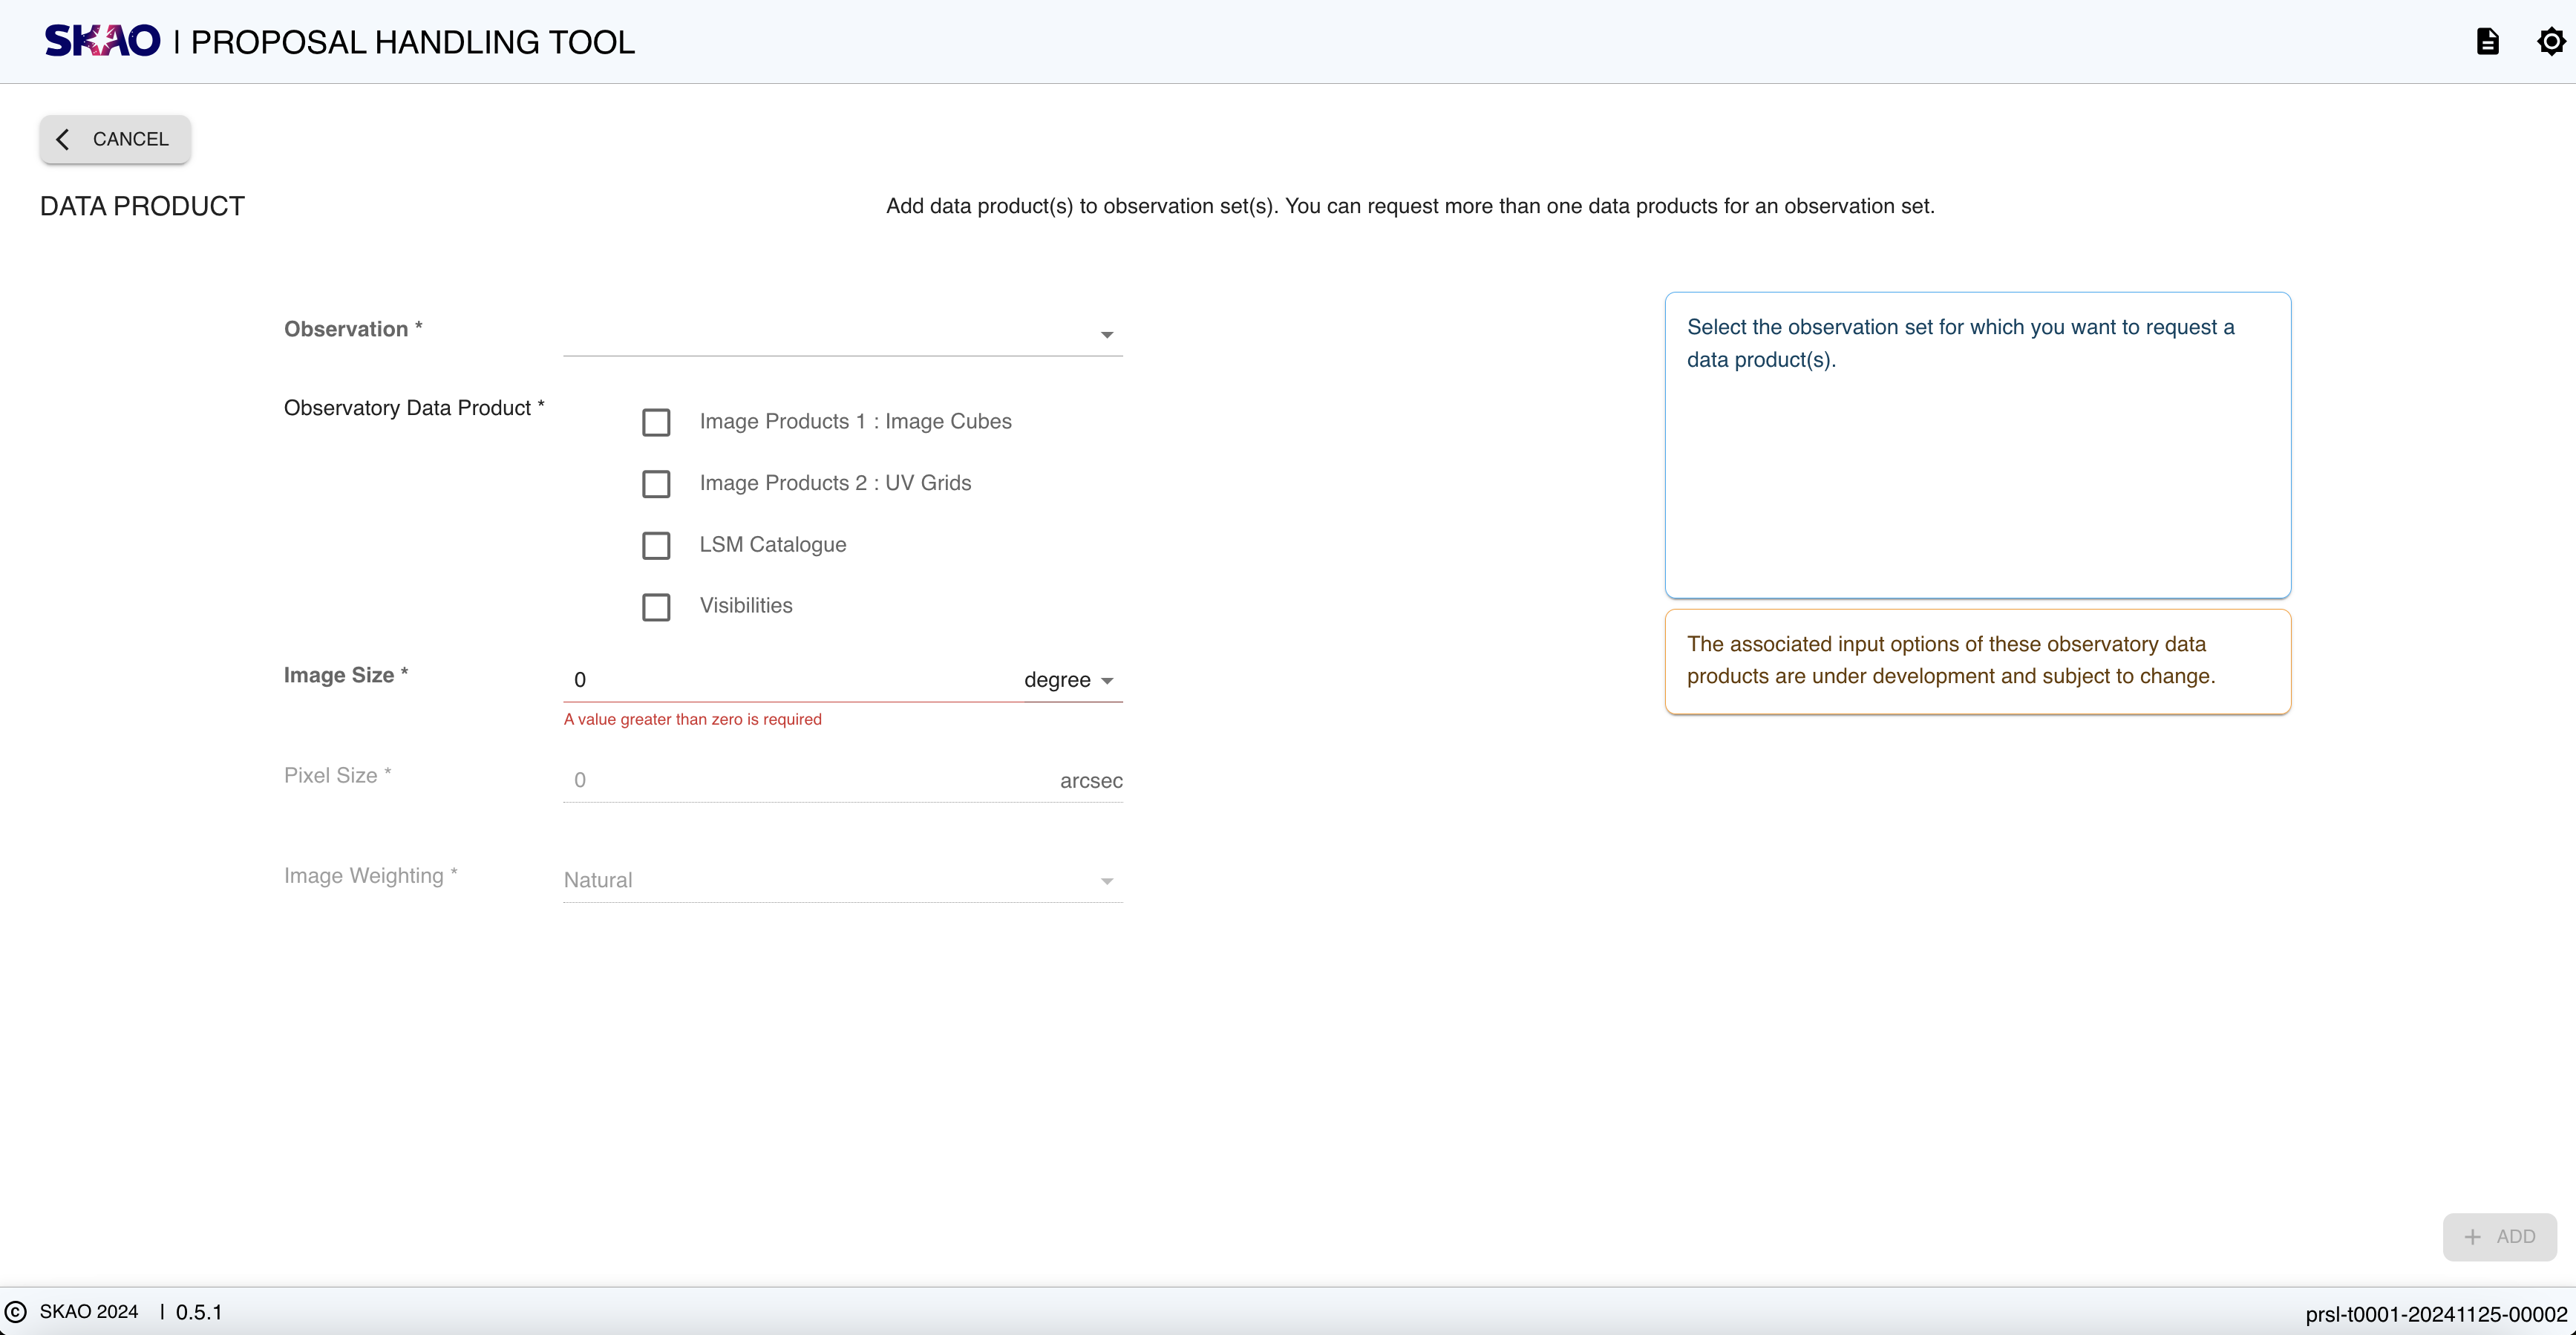 SKAO | PROPOSAL HANDLING TOOL
CANCEL
DATA PRODUCT
Add data product(s) to observation set(s). You can request more than one data products for an observation set.
Observation *
Select the observation set for which you want to request a
data product(s).
Observatory Data Product *
Image Products 1 : Image Cubes
Image Products 2 : UV Grids
LSM Catalogue
Visibilities
The associated input options of these observatory data
products are under development and subject to change.
Image Size *
0
degree
A value greater than zero is required
Pixel Size *
0
arcsec
Image Weighting *
Natural
+ ADD
© SKAO 2024 | 0.5.1
prsl-t0001-20241125-00002